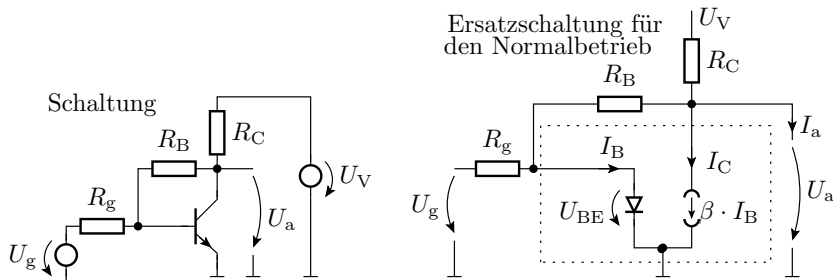 Schaltung
R_B
R_C
R_g
U_g
U_a
U_V
Ersatzschaltung für
den Normalbetrieb
U_V
R_C
R_B
R_g
I_a
I_B
I_C
U_g
U_BE
β · I_B
U_a